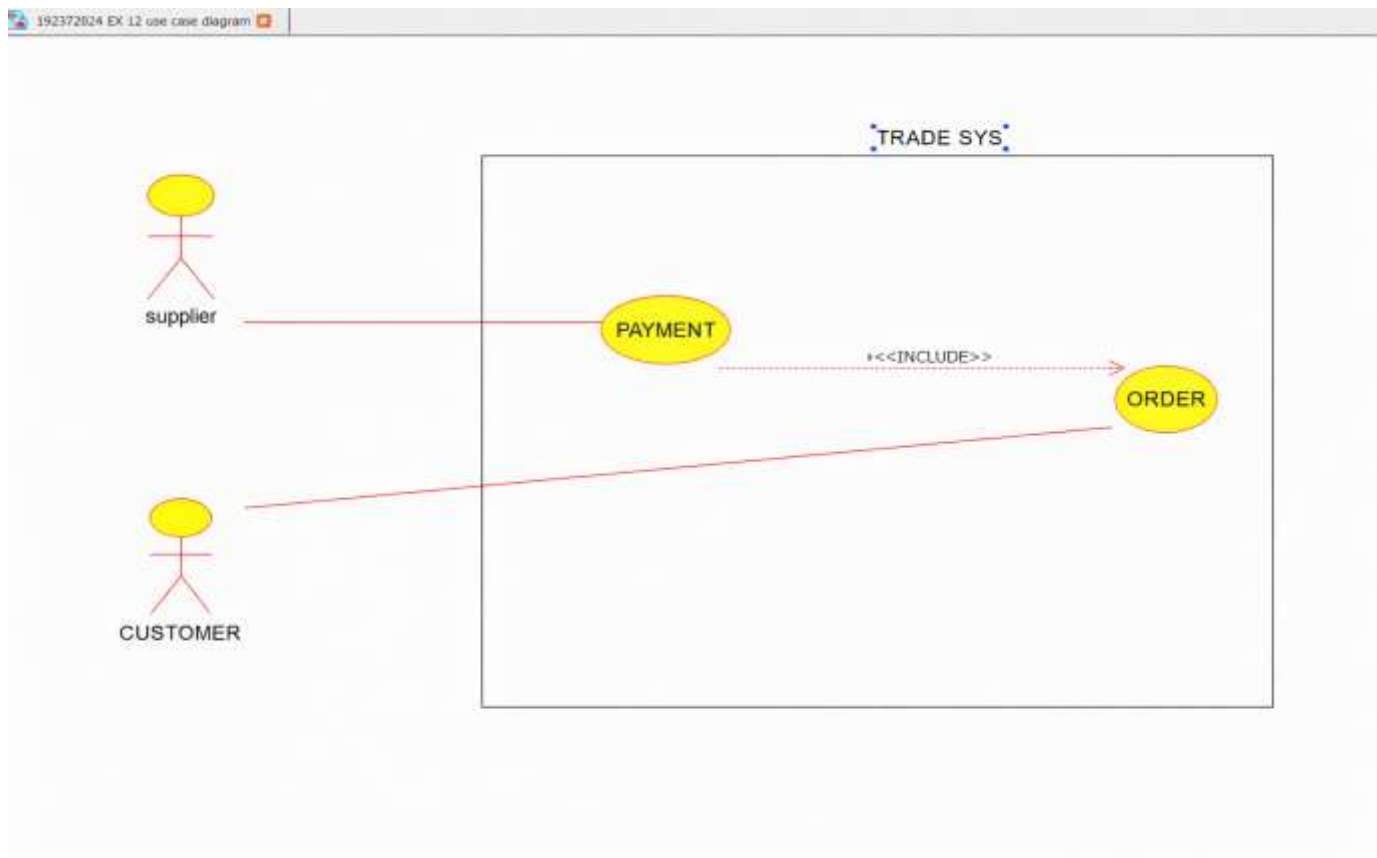 192372024 EX 12 use case diagram
TRADE SYS
supplier
PAYMENT
+<<INCLUDE>>
ORDER
CUSTOMER